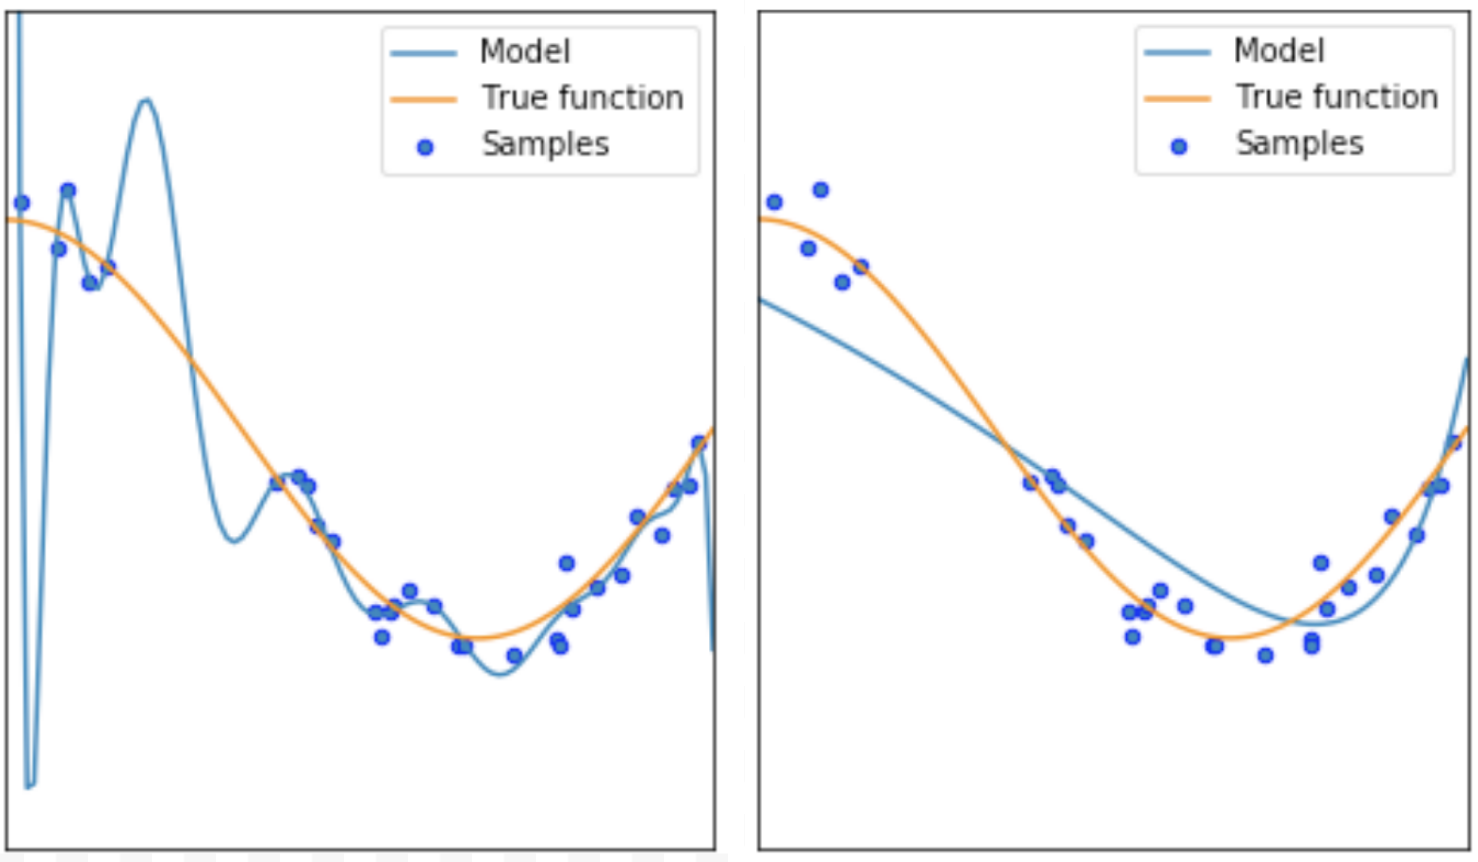 Model
True function
Samples
Model
True function
Samples